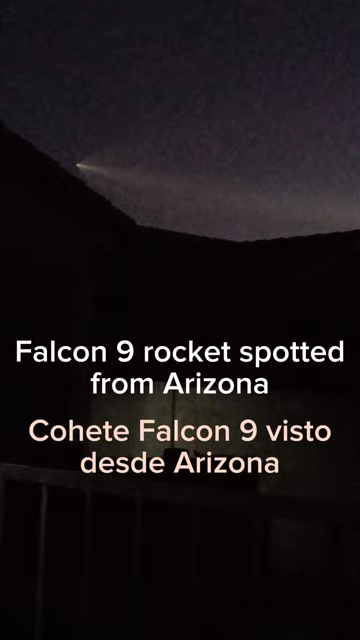 Falcon 9 rocket spotted
from Arizona
Cohete Falcon 9 visto
desde Arizona